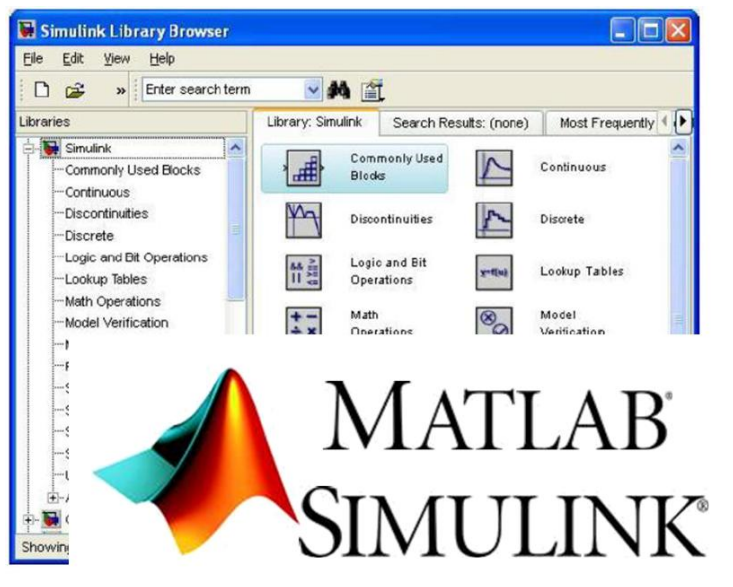 Simulink Library Browser
File Edit View Help
» Enter search term
Libraries
Library: Simulink Search Results: (none) Most Frequently
Simulink
Commonly Used Blocks
Continuous
Discontinuities
Discrete
Logic and Bit Operations
Lookup Tables
Math Operations
Model Verification
Commonly Used
Blocks
Continuous
Discontinuities
Discrete
&& >
|| <=
Logic and Bit
Operations
y=f(u)
Lookup Tables
+ −
÷ ×
Math
Operations
Model
Verification
Showing
MATLAB®
SIMULINK®